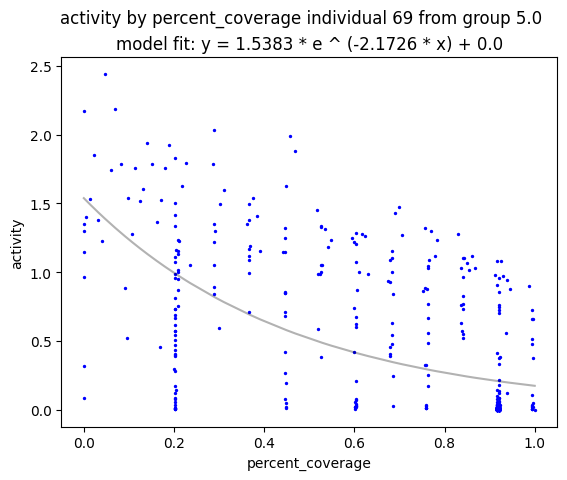 activity by percent_coverage individual 69 from group 5.0
model fit: y = 1.5383 * e ^ (-2.1726 * x) + 0.0
2.5
2.0
1.5
1.0
0.5
0.0
activity
0.0 0.2 0.4 0.6 0.8 1.0
percent_coverage